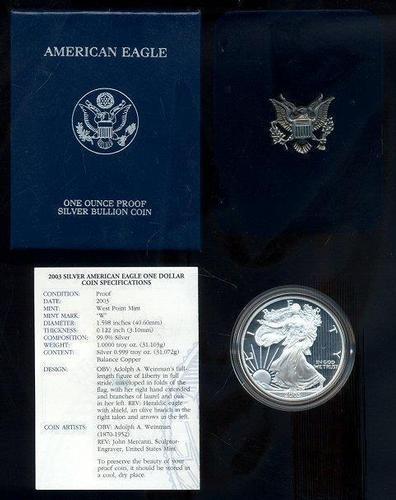 AMERICAN EAGLE
ONE OUNCE PROOF
SILVER BULLION COIN
2003 SILVER AMERICAN EAGLE ONE DOLLAR
COIN SPECIFICATIONS
CONDITION: Proof
DATE: 2003
MINT: West Point Mint
MINT MARK: "W"
DIAMETER: 1.598 inches (40.60mm)
THICKNESS: 0.122 inch (3.10mm)
COMPOSITION: 99.9% Silver
WEIGHT: 1.0000 troy oz. (31.103g)
CONTENT: Silver 0.999 troy oz. (31.072g)
Balance Copper
DESIGN: OBV: Adolph A. Weinman's full-
length figure of Liberty in full
stride, enveloped in folds of the
flag, with her right hand extended
and branches of laurel and oak
in her left. REV: Heraldic eagle
with shield, an olive branch in the
right talon and arrows in the left.
COIN ARTISTS: OBV: Adolph A. Weinman
(1870-1952)
REV: John Mercanti, Sculptor-
Engraver, United States Mint
To preserve the beauty of your
proof coin, it should be stored in
a cool, dry place.
LIBERTY
IN GOD
WE TRUST
2003